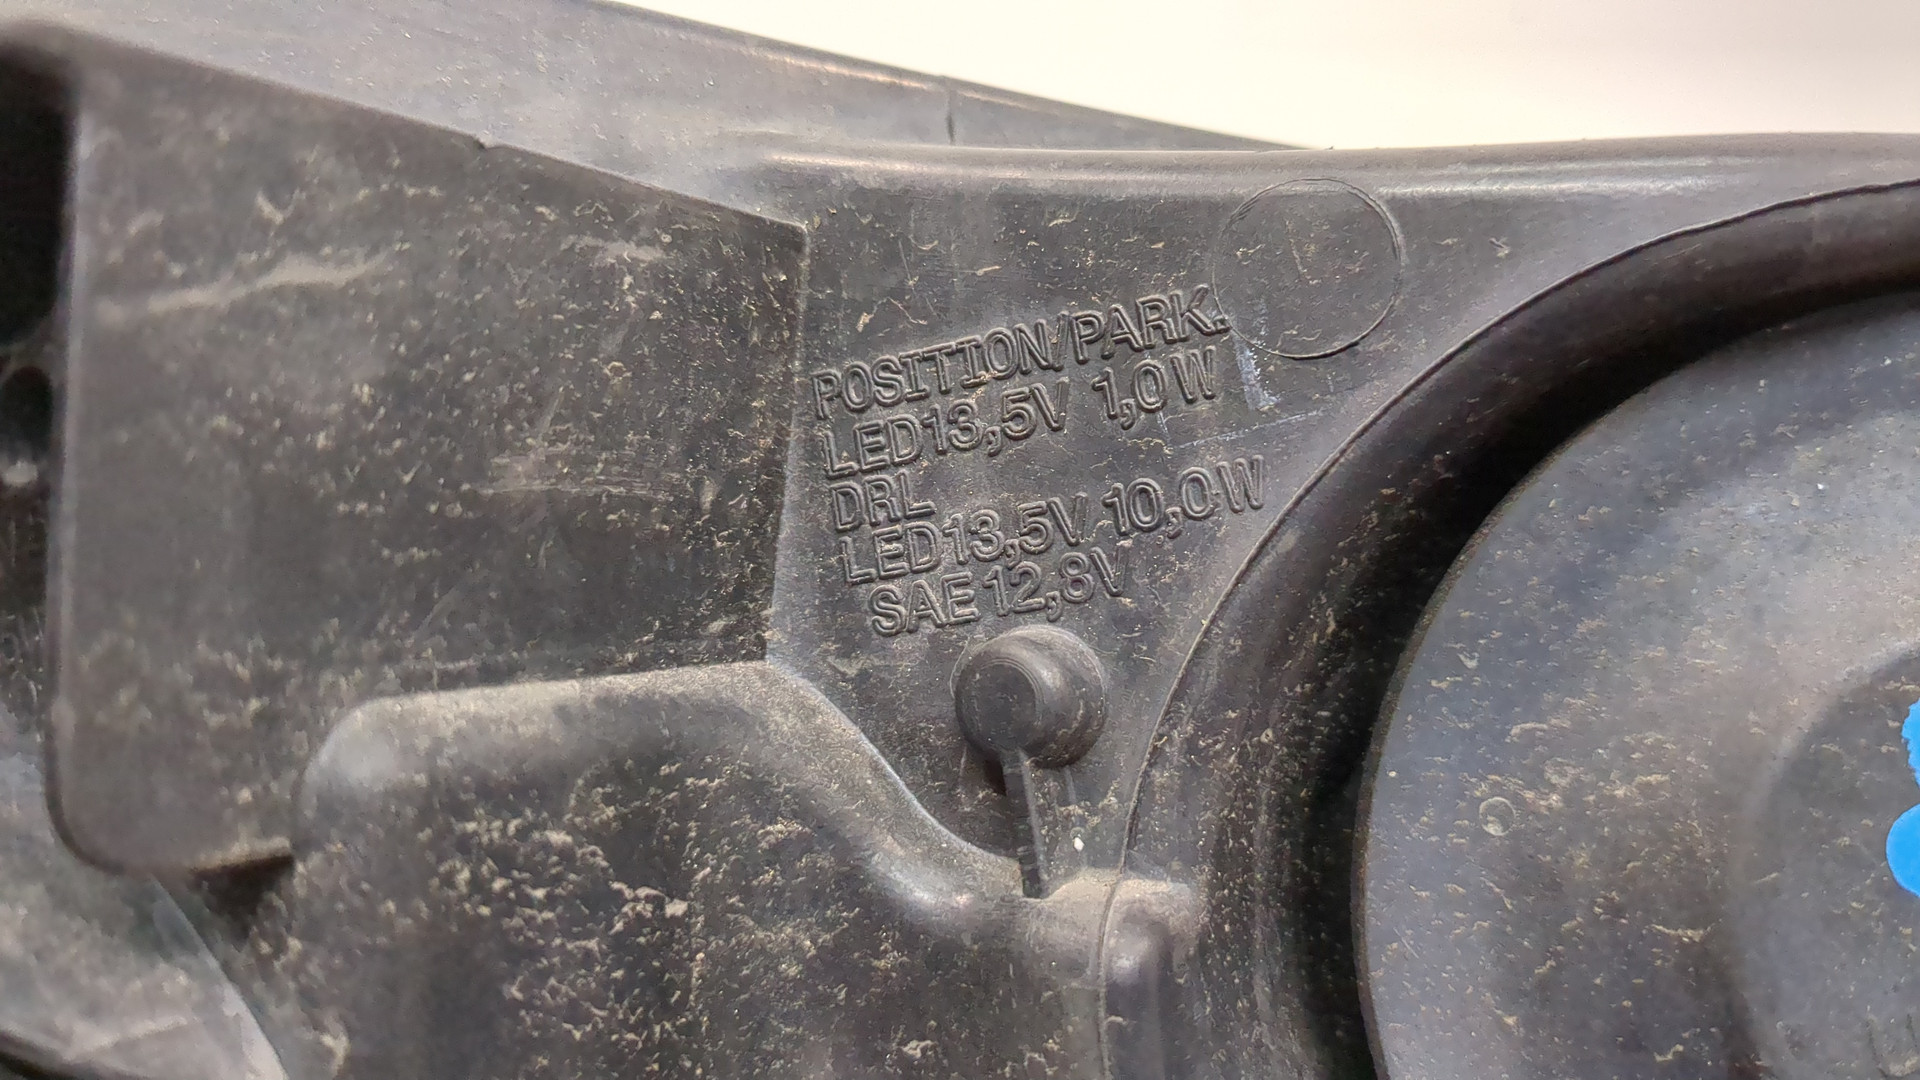 POSITION/PARK.
LED13,5V 1,0W
DRL
LED13,5V 10,0W
SAE 12,8V